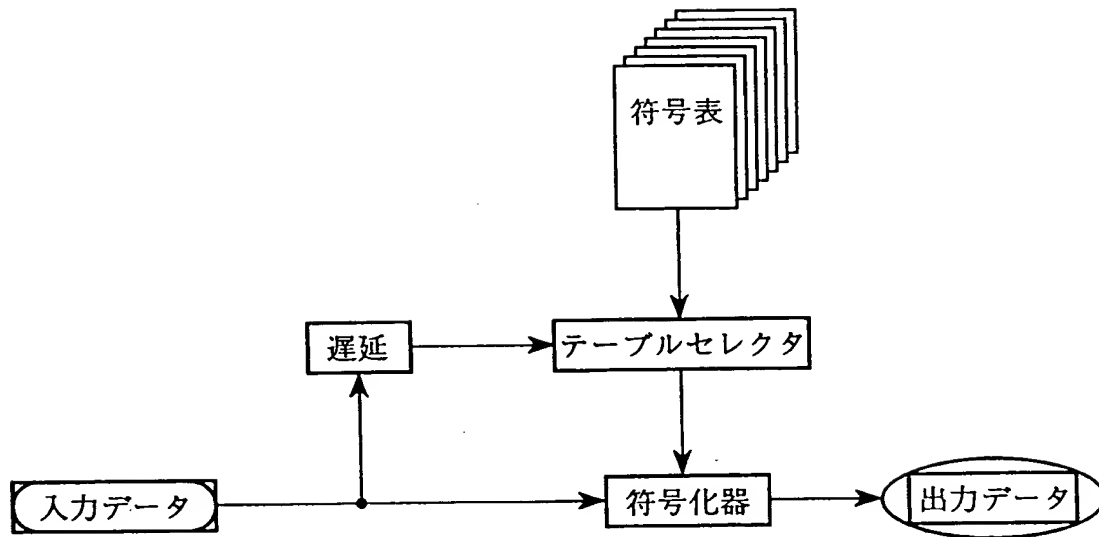 符号表
遅延
テーブルセレクタ
入力データ
符号化器
出力データ